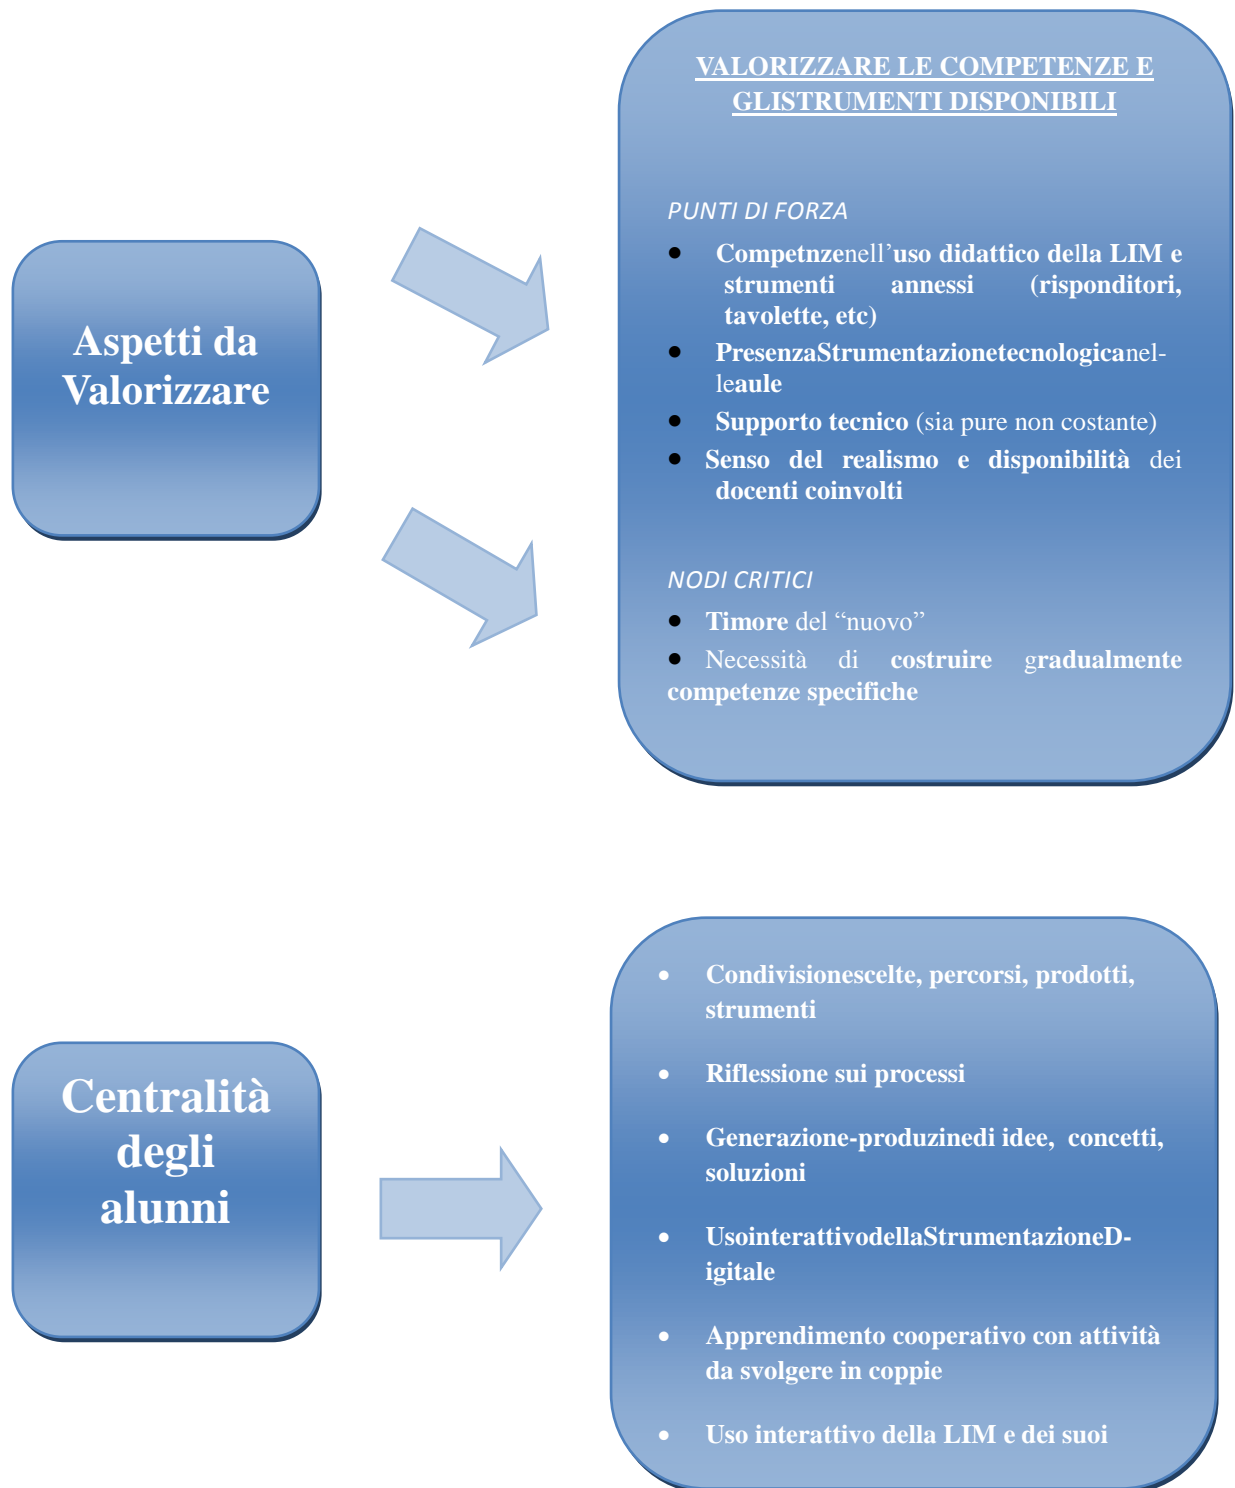 VALORIZZARE LE COMPETENZE E
GLISTRUMENTI DISPONIBILI
PUNTI DI FORZA
● Competnzenell’uso didattico della LIM e
strumenti annessi (risponditori,
tavolette, etc)
● PresenzaStrumentazionetecnologicanel-
leaule
● Supporto tecnico (sia pure non costante)
● Senso del realismo e disponibilità dei
docenti coinvolti
NODI CRITICI
● Timore del “nuovo”
● Necessità di costruire gradualmente
competenze specifiche
Aspetti da
Valorizzare
Centralità
degli
alunni
• Condivisionescelte, percorsi, prodotti,
strumenti
• Riflessione sui processi
• Generazione-produzinedi idee, concetti,
soluzioni
• UsointerattivodellaStrumentazioneD-
igitale
• Apprendimento cooperativo con attività
da svolgere in coppie
• Uso interattivo della LIM e dei suoi